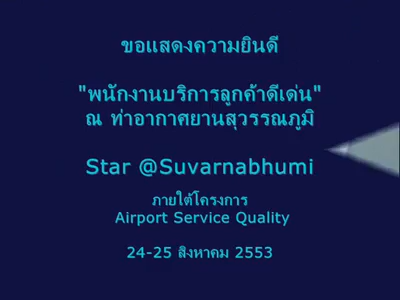 ขอแสดงความยินดี
"พนักงานบริการลูกค้าดีเด่น"
ณ ท่าอากาศยานสุวรรณภูมิ
Star @Suvarnabhumi
ภายใต้โครงการ
Airport Service Quality
24-25 สิงหาคม 2553